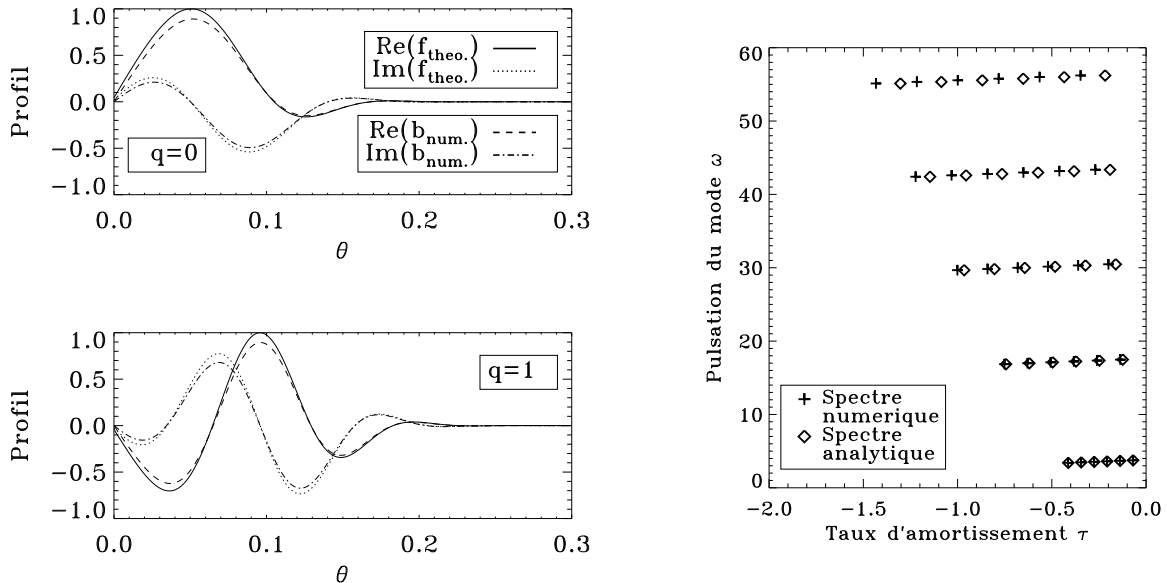 1.0
0.5
0.0
−0.5
−1.0
Profil
Re(f_theo.)
Im(f_theo.)
Re(b_num.)
Im(b_num.)
q=0
0.0 0.1 0.2 0.3
θ
1.0
0.5
0.0
−0.5
−1.0
Profil
q=1
0.0 0.1 0.2 0.3
θ
60
50
40
30
20
10
0
Pulsation du mode ω
Spectre
numerique
Spectre
analytique
−2.0 −1.5 −1.0 −0.5 0.0
Taux d'amortissement τ